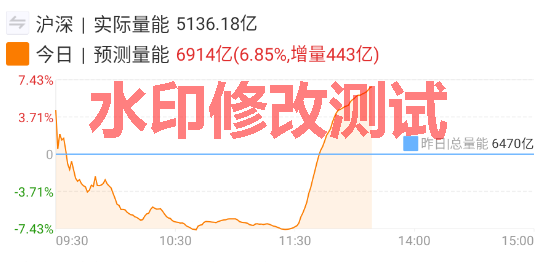 沪深 | 实际量能 5136.18亿
今日 | 预测量能 6914亿(6.85%,增量443亿)
7.43%
水印修改测试
3.71%
昨日|总量能 6470亿
0
-3.71%
-7.43%
09:30 10:30 11:30 14:00 15:00